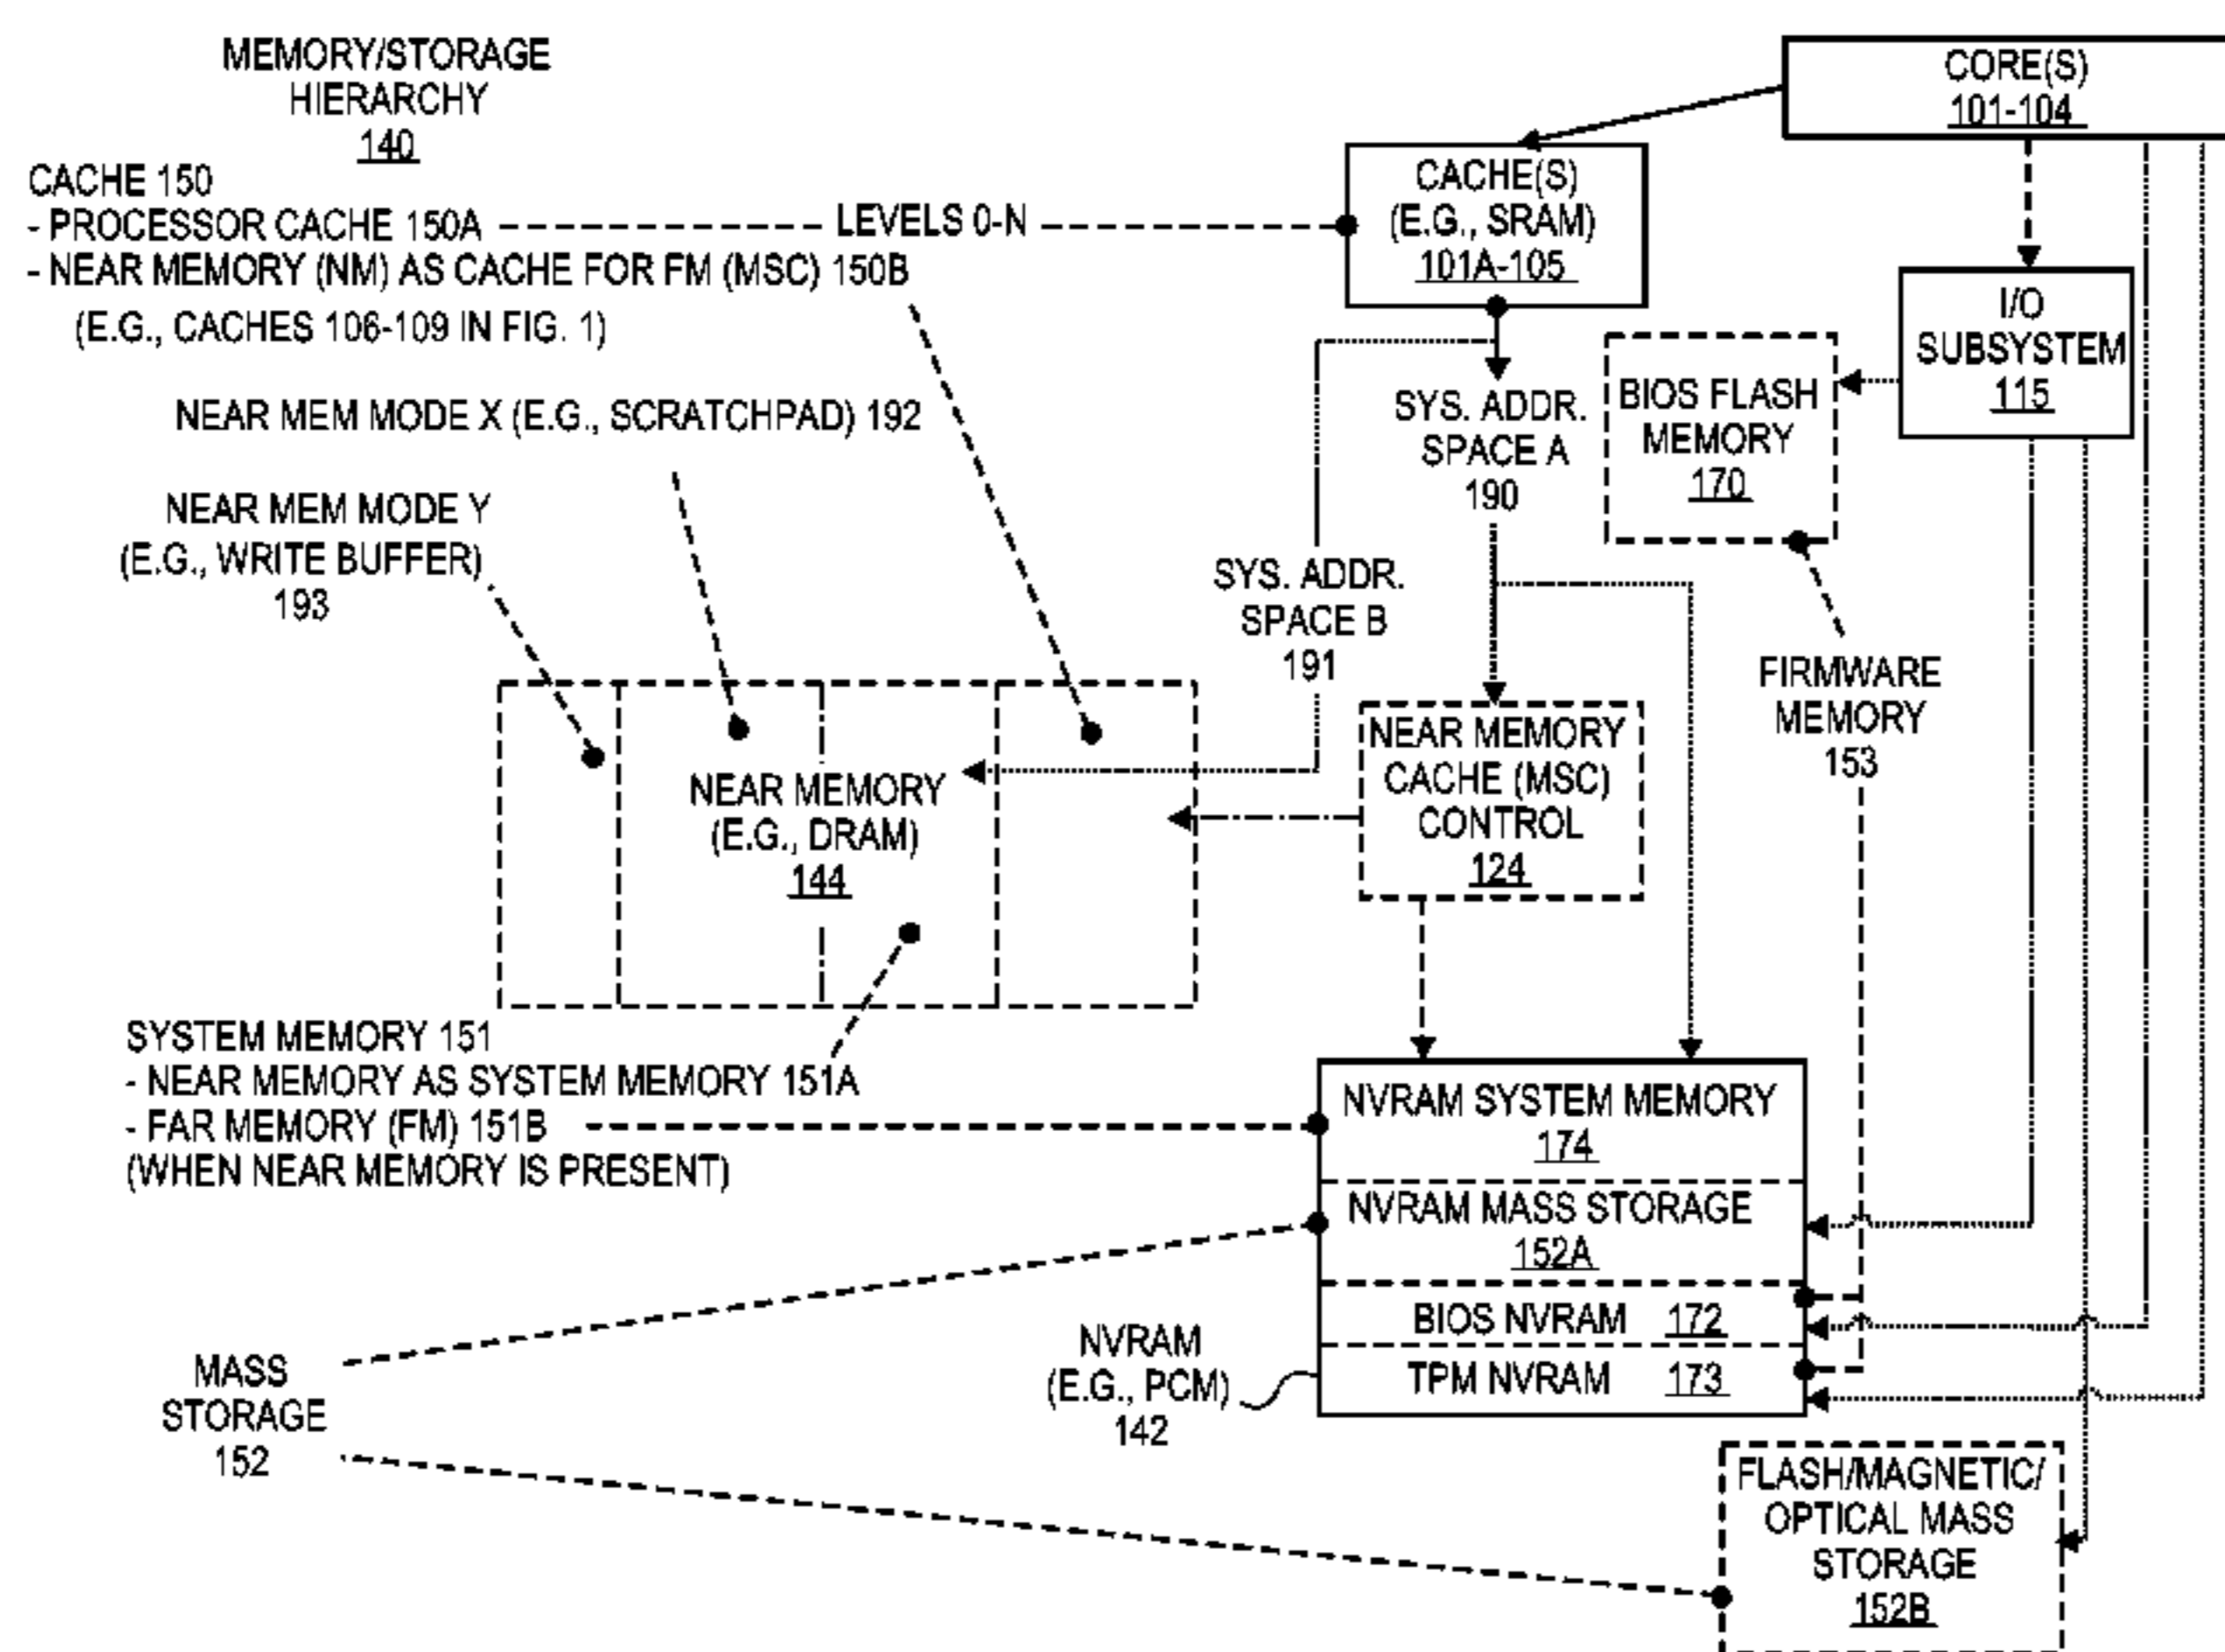 MEMORY/STORAGE
HIERARCHY
140
CACHE 150
- PROCESSOR CACHE 150A
LEVELS 0-N
- NEAR MEMORY (NM) AS CACHE FOR FM (MSC) 150B
(E.G., CACHES 106-109 IN FIG. 1)
NEAR MEM MODE X (E.G., SCRATCHPAD) 192
NEAR MEM MODE Y
(E.G., WRITE BUFFER)
193
CORE(S)
101-104
CACHE(S)
(E.G., SRAM)
101A-105
I/O
SUBSYSTEM
115
BIOS FLASH
MEMORY
170
SYS. ADDR.
SPACE A
190
SYS. ADDR.
SPACE B
191
FIRMWARE
MEMORY
153
NEAR MEMORY
CACHE (MSC)
CONTROL
124
NEAR MEMORY
(E.G., DRAM)
144
SYSTEM MEMORY 151
- NEAR MEMORY AS SYSTEM MEMORY 151A
- FAR MEMORY (FM) 151B
(WHEN NEAR MEMORY IS PRESENT)
NVRAM SYSTEM MEMORY
174
NVRAM MASS STORAGE
152A
BIOS NVRAM 172
TPM NVRAM 173
NVRAM
(E.G., PCM)
142
MASS
STORAGE
152
FLASH/MAGNETIC/
OPTICAL MASS
STORAGE
152B